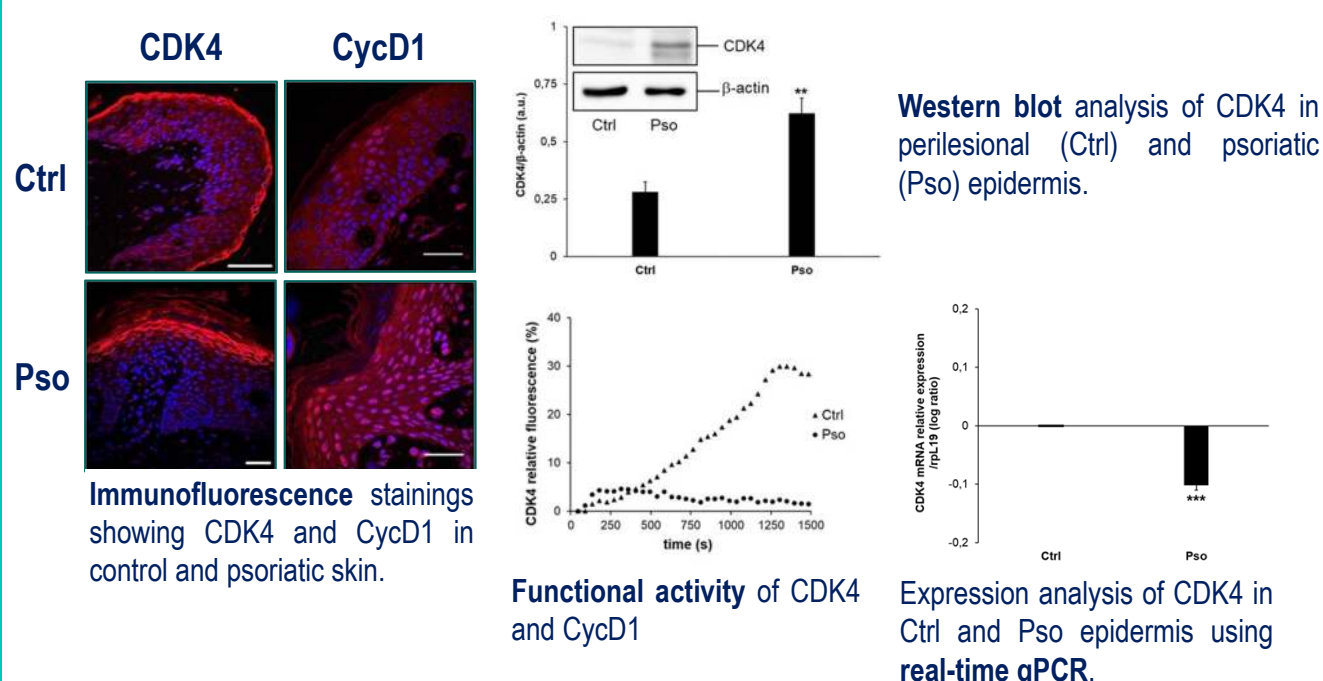 CDK4
CycD1
Ctrl
Pso
Immunofluorescence stainings
showing CDK4 and CycD1 in
control and psoriatic skin.
CDK4/β-actin (a.u.)
1
0,75
0,5
0,25
0
CDK4
β-actin
Ctrl Pso
**
Ctrl
Pso
Western blot analysis of CDK4 in
perilesional (Ctrl) and psoriatic
(Pso) epidermis.
CDK4 relative fluorescence (%)
40
30
20
10
0
Ctrl
Pso
0 250 500 750 1000 1250 1500
time (s)
Functional activity of CDK4
and CycD1
CDK4 mRNA relative expression
/rpL19 (log ratio)
0,2
0,1
0
-0,1
-0,2
***
Ctrl
Pso
Expression analysis of CDK4 in
Ctrl and Pso epidermis using
real-time qPCR.